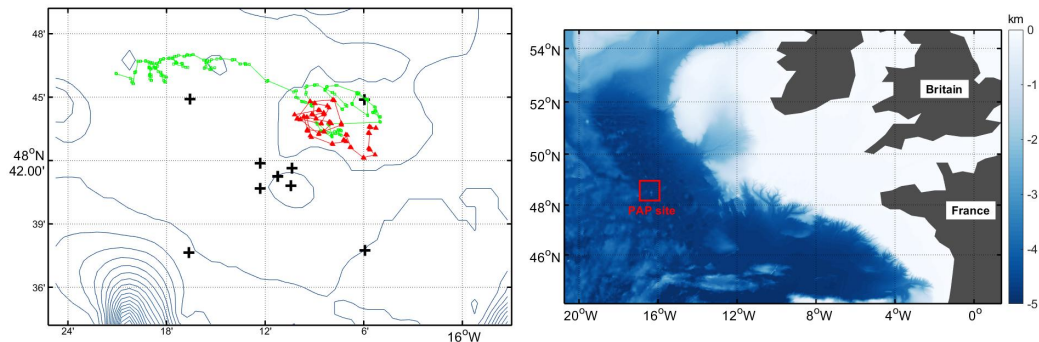 48'
45'
48°N
42.00'
39'
36'
24'
18'
12'
6'
16°W
km
54°N
52°N
50°N
48°N
46°N
20°W
16°W
12°W
8°W
4°W
0°
Britain
France
PAP site
0
-1
-2
-3
-4
-5